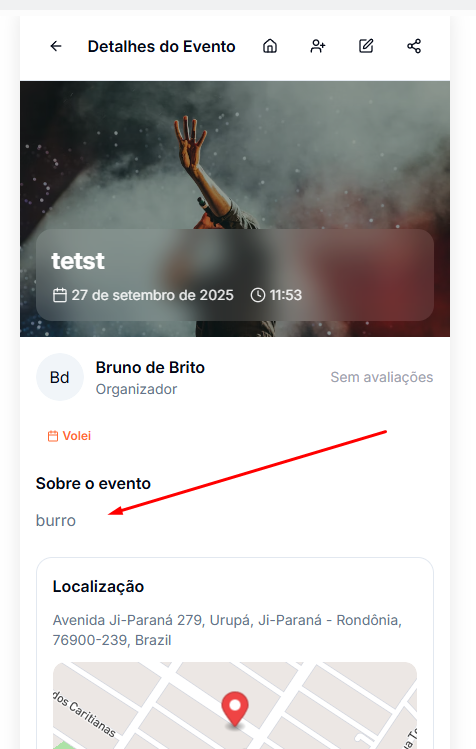 Detalhes do Evento
tetst
27 de setembro de 2025 11:53
Bd
Bruno de Brito
Organizador
Sem avaliações
Volei
Sobre o evento
burro
Localização
Avenida Ji-Paraná 279, Urupá, Ji-Paraná - Rondônia,
76900-239, Brazil
dos Caritianas